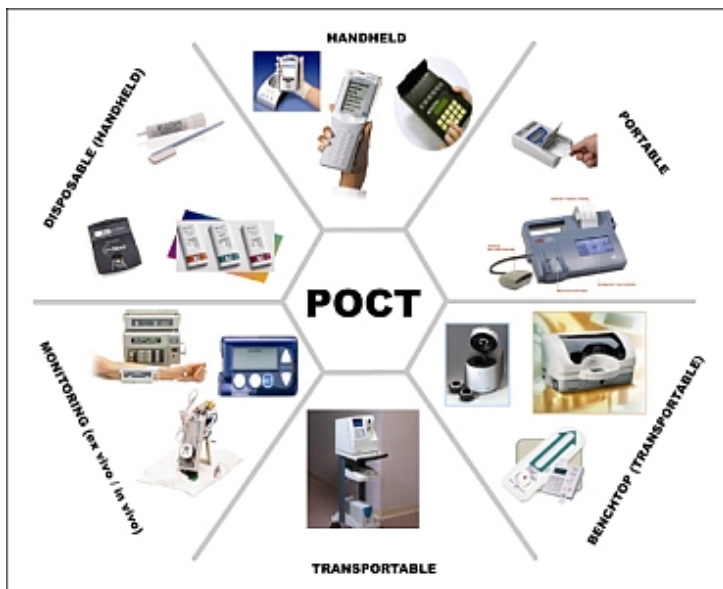 HANDHELD
DISPOSABLE (HANDHELD)
PORTABLE
POCT
MONITORING (ex vivo / in vivo)
BENCHTOP (TRANSPORTABLE)
TRANSPORTABLE